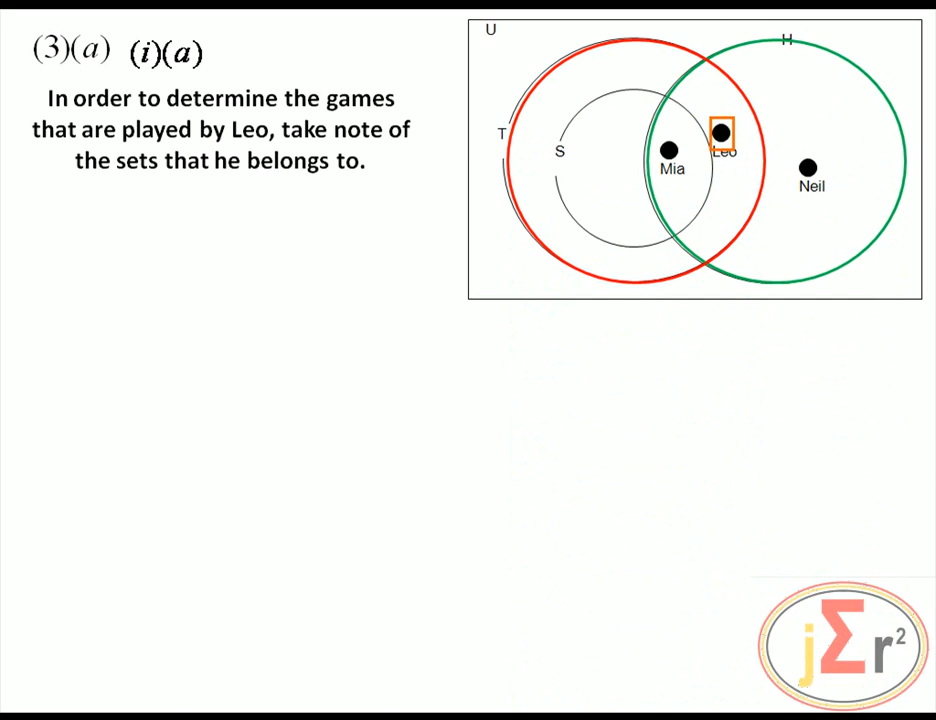 (3)(a) (i)(a)
In order to determine the games
that are played by Leo, take note of
the sets that he belongs to.
U
H
T
S
Mia
Leo
Neil
jΣr²